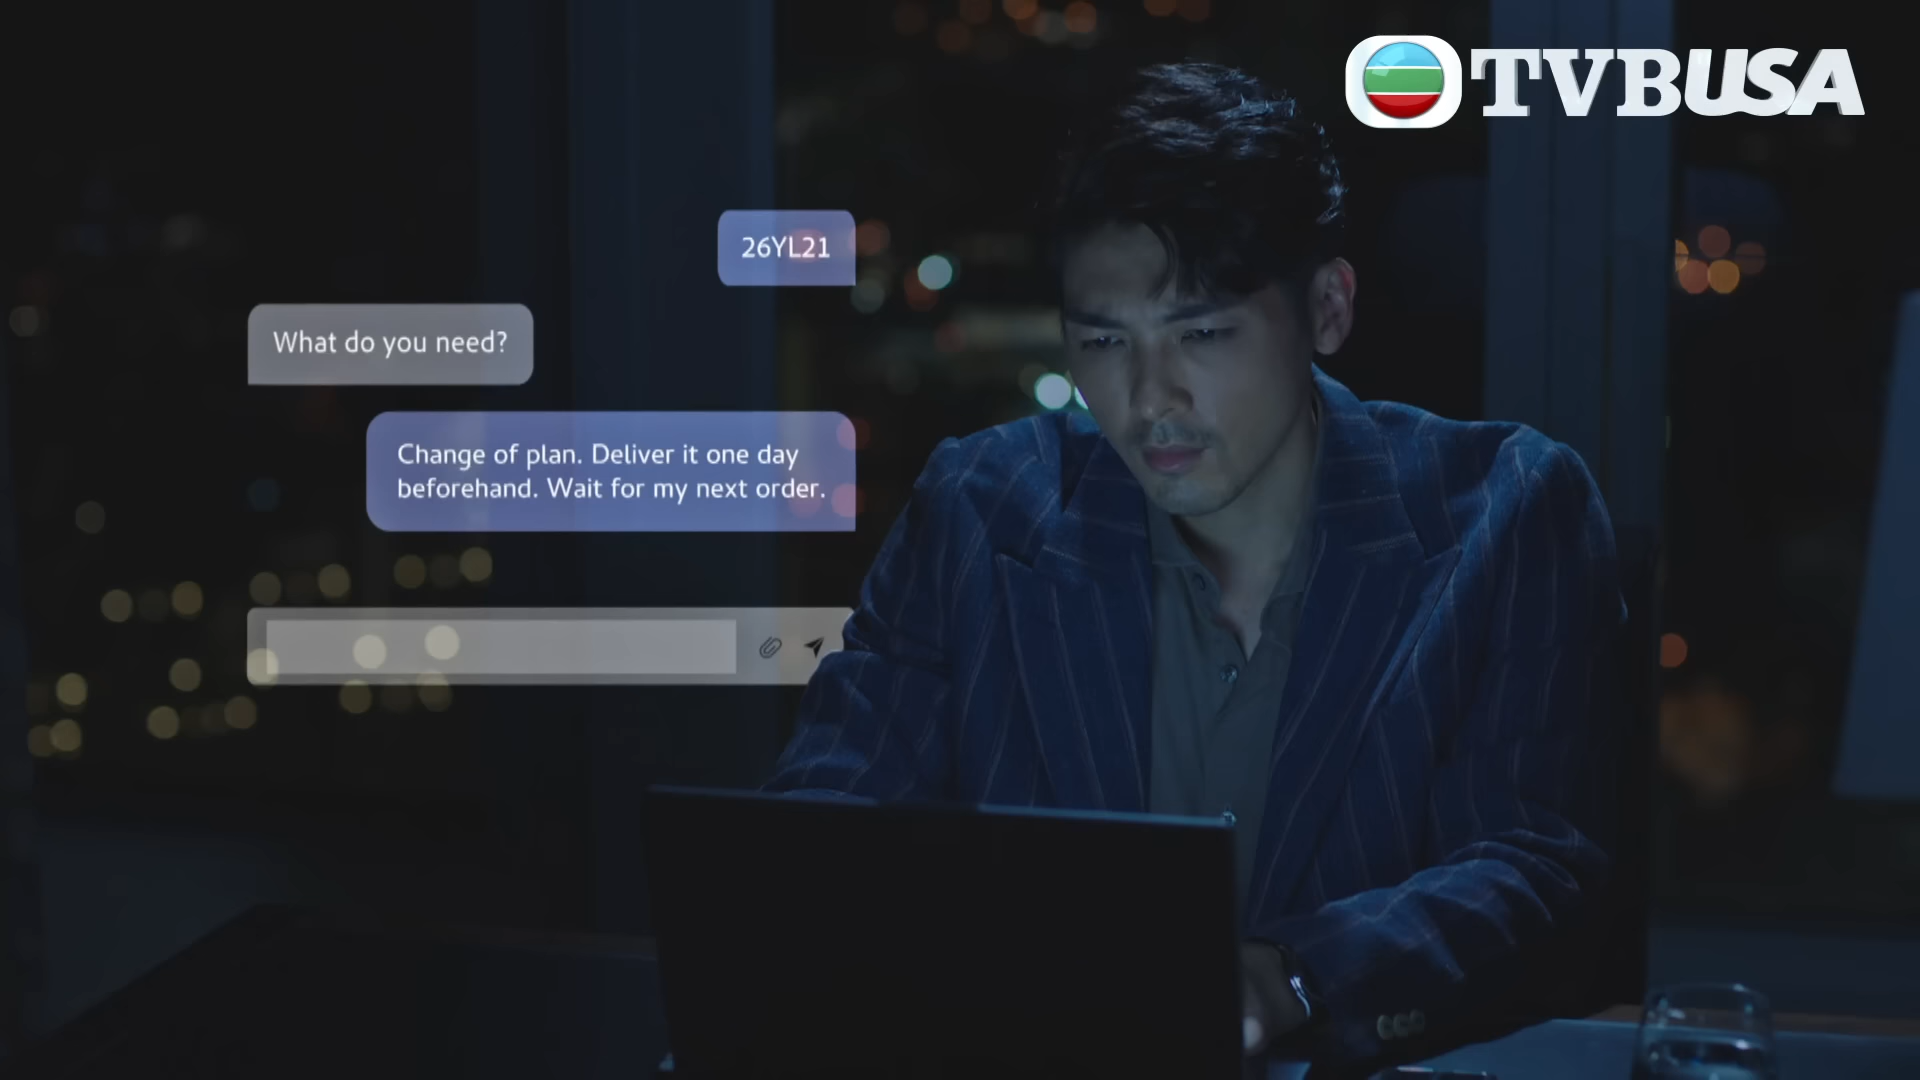 TVBUSA
26YL21
What do you need?
Change of plan. Deliver it one day
beforehand. Wait for my next order.